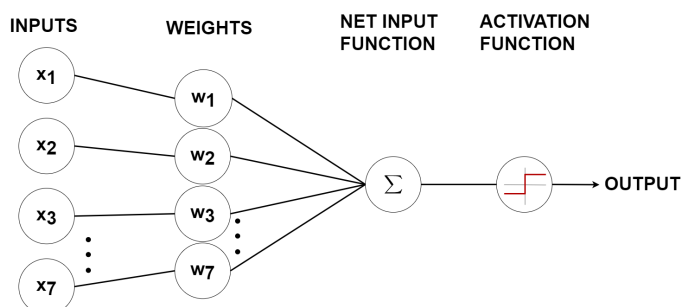 INPUTS
WEIGHTS
NET INPUT
FUNCTION
ACTIVATION
FUNCTION
x1
w1
x2
w2
Σ
OUTPUT
x3
w3
x7
w7